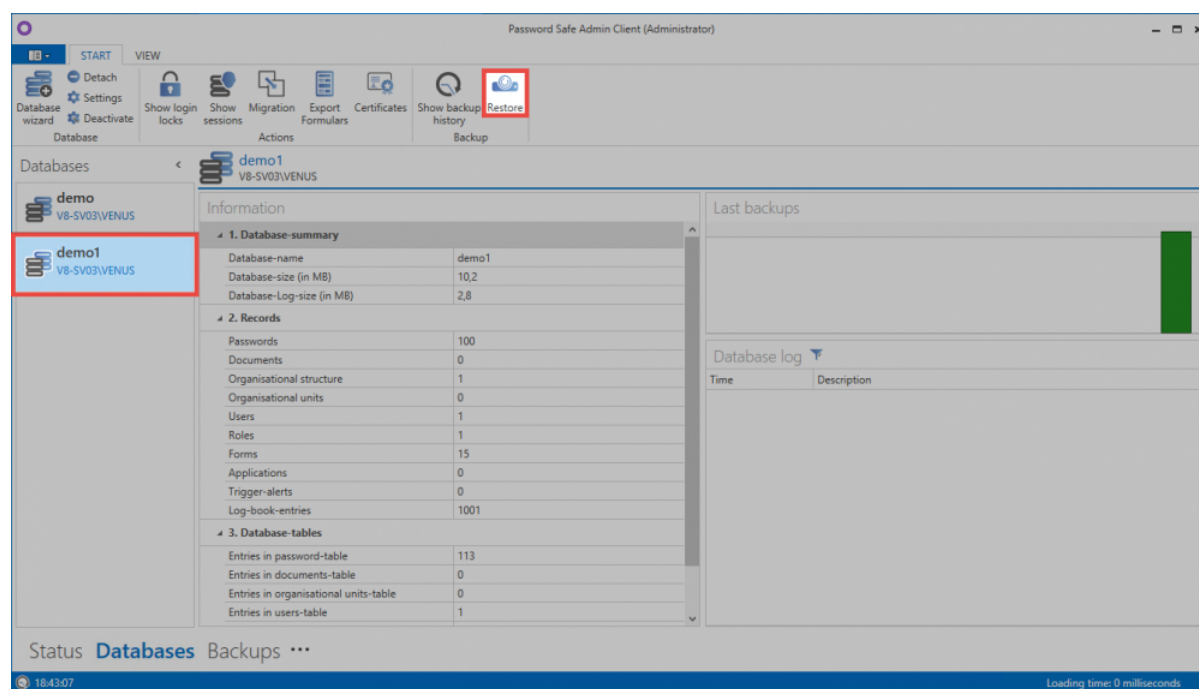 Password Safe Admin Client (Administrator)
START VIEW
Database wizard
Detach
Settings
Deactivate
Database
Show login locks
Show sessions
Migration
Export Formulars
Certificates
Actions
Show backup history
Restore
Backup
Databases
demo
V8-SV03\VENUS
demo1
V8-SV03\VENUS
demo1
V8-SV03\VENUS
Information
1. Database-summary
Database-name demo1
Database-size (in MB) 10,2
Database-Log-size (in MB) 2,8
2. Records
Passwords 100
Documents 0
Organisational structure 1
Organisational units 0
Users 1
Roles 1
Forms 15
Applications 0
Trigger-alerts 0
Log-book-entries 1001
3. Database-tables
Entries in password-table 113
Entries in documents-table 0
Entries in organisational units-table 0
Entries in users-table 1
Last backups
Database log
Time Description
Status Databases Backups •••
18:43:07 Loading time: 0 milliseconds